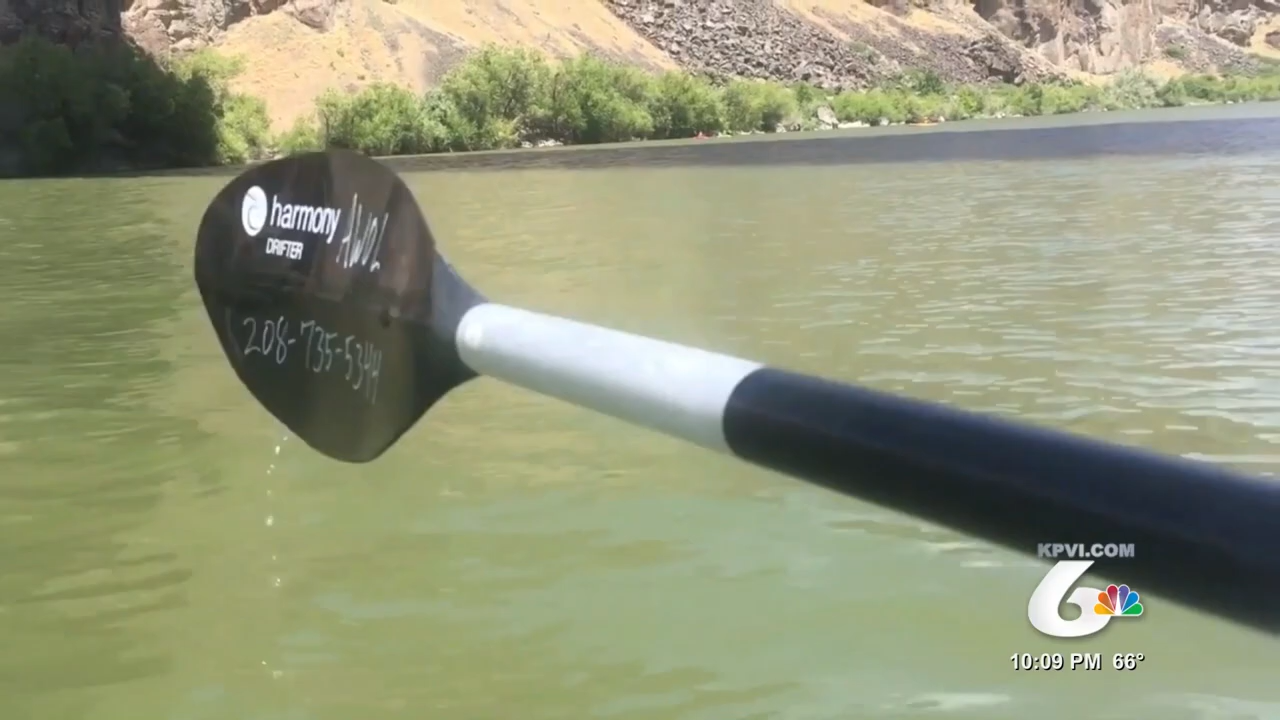 harmony AWOL
DRIFTER
208-735-5344
KPVI.COM
6
10:09 PM 66°